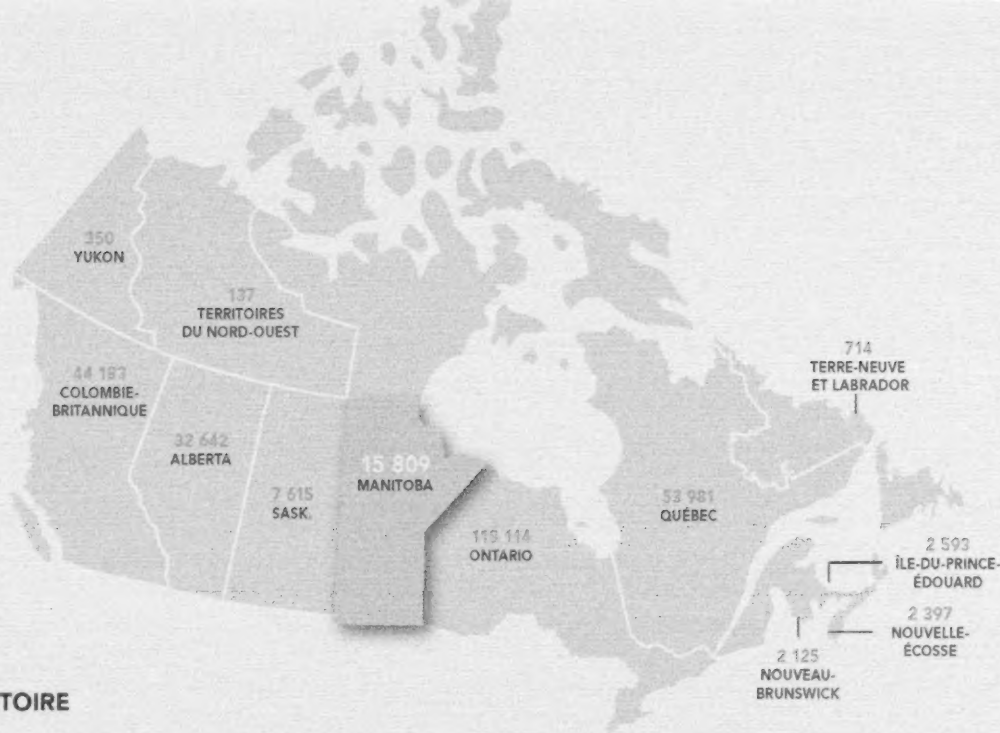 350
YUKON
137
TERRITOIRES
DU NORD-OUEST
44 183
COLOMBIE-
BRITANNIQUE
32 642
ALBERTA
7 615
SASK.
15 809
MANITOBA
119 114
ONTARIO
53 981
QUÉBEC
714
TERRE-NEUVE
ET LABRADOR
2 593
ÎLE-DU-PRINCE-
ÉDOUARD
2 397
NOUVELLE-
ÉCOSSE
2 125
NOUVEAU-
BRUNSWICK
TOIRE